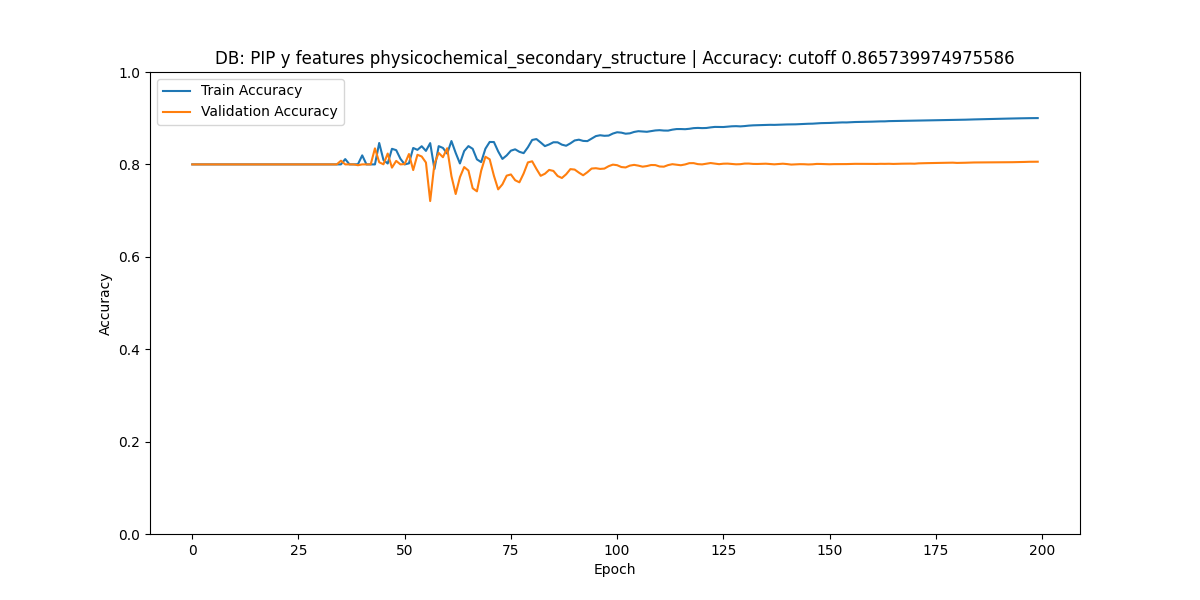 DB: PIP y features physicochemical_secondary_structure | Accuracy: cutoff 0.865739974975586
Train Accuracy
Validation Accuracy
1.0
0.8
0.6
0.4
0.2
0.0
Accuracy
0 25 50 75 100 125 150 175 200
Epoch